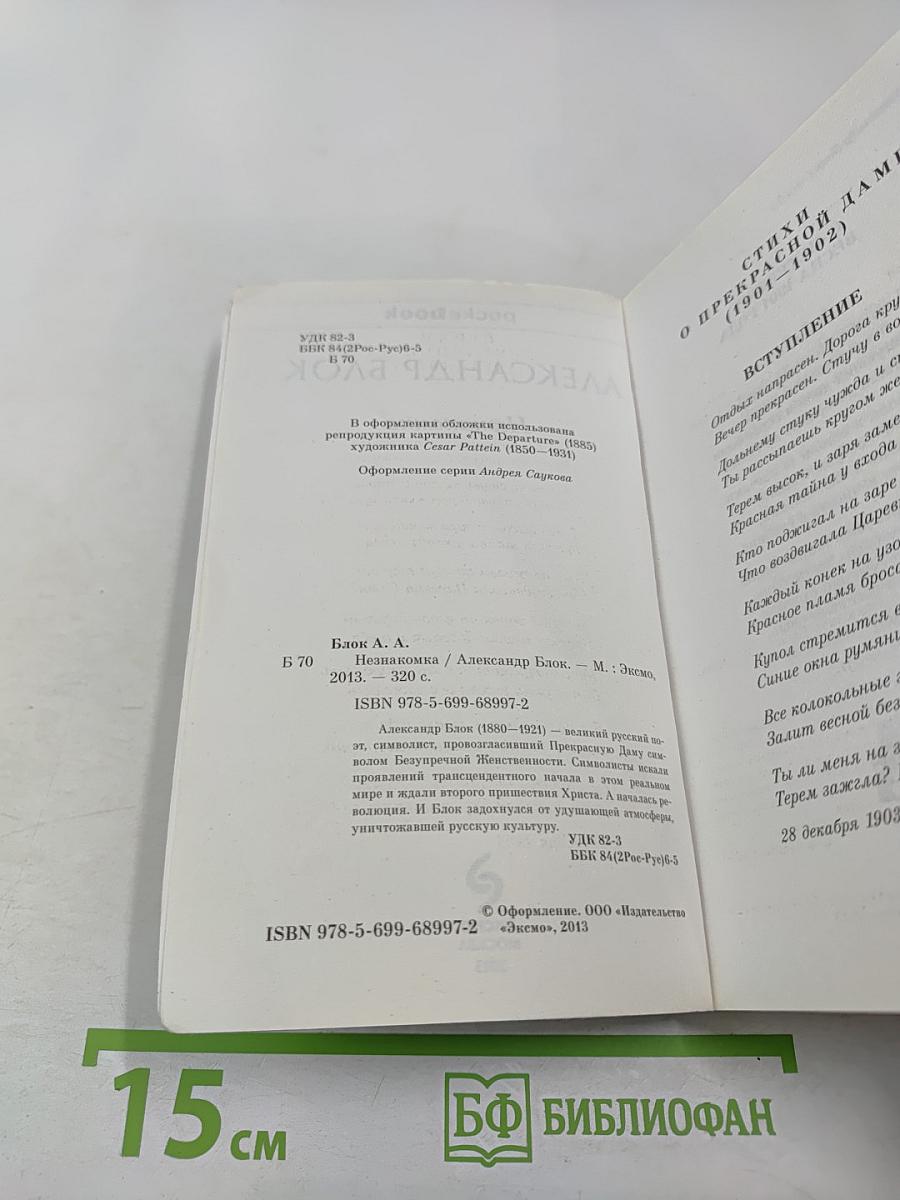 УДК 82-3
ББК 84(2Рос-Рус)6-5
Б 70
В оформлении обложки использована
репродукция картины «The Departure» (1885)
художника Cesar Pattein (1850—1931)
Оформление серии Андрея Саукова
Блок А. А.
Б 70 Незнакомка / Александр Блок. — М. : Эксмо,
2013. — 320 с.
ISBN 978-5-699-68997-2
Александр Блок (1880—1921) — великий русский по-
эт, символист, провозгласивший Прекрасную Даму сим-
волом Безупречной Женственности. Символисты искали
проявлений трансцендентного начала в этом реальном
мире и ждали второго пришествия Христа. А началась ре-
волюция. И Блок задохнулся от удушающей атмосферы,
уничтожавшей русскую культуру.
УДК 82-3
ББК 84(2Рос-Рус)6-5
ISBN 978-5-699-68997-2
© Оформление. ООО «Издательство
«Эксмо», 2013
СТИХИ
О ПРЕКРАСНОЙ ДАМЕ
(1901—1902)
ВСТУПЛЕНИЕ
Отдых напрасен. Дорога кру
Вечер прекрасен. Стучу в во
Дольнему стуку чужда и с
Ты рассыпаешь кругом же
Терем высок, и заря заме
Красная тайна у входа
Кто поджигал на заре
Что воздвигала Царев
Каждый конек на узо
Красное пламя броса
Купол стремится в
Синие окна румян
Все колокольные
Залит весной без
Ты ли меня на з
Терем зажгла?
28 декабря 1903
15 см
БФ БИБЛИОФАН